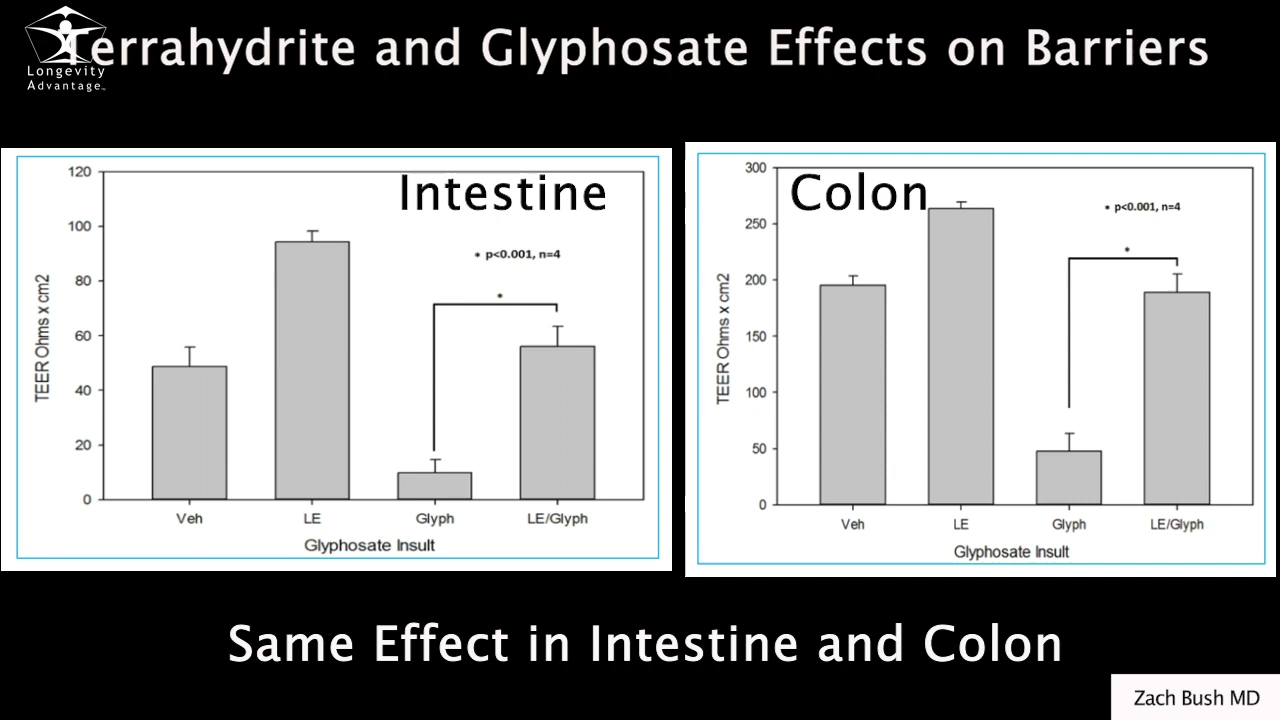 Terrahydrite and Glyphosate Effects on Barriers
Longevity
Advantage™
Intestine
* p<0.001, n=4
*
120
100
80
60
40
20
0
TEER Ohms x cm2
Veh LE Glyph LE/Glyph
Glyphosate Insult
Colon
* p<0.001, n=4
*
300
250
200
150
100
50
0
TEER Ohms x cm2
Veh LE Glyph LE/Glyph
Glyphosate Insult
Same Effect in Intestine and Colon
Zach Bush MD